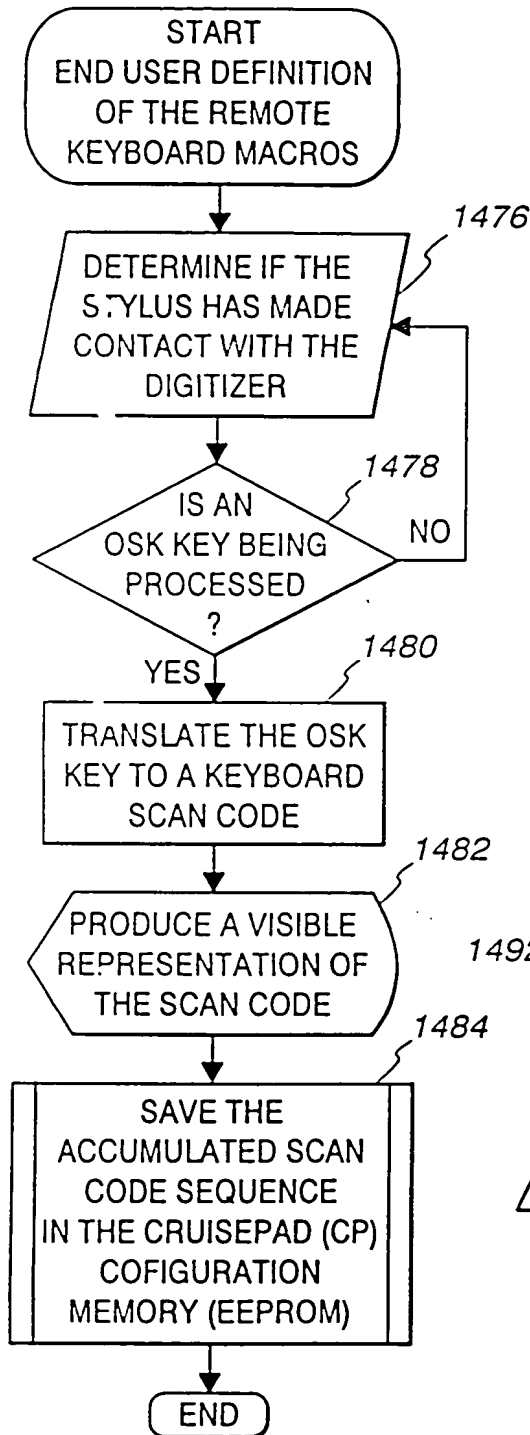 START
END USER DEFINITION
OF THE REMOTE
KEYBOARD MACROS
1476
DETERMINE IF THE
STYLUS HAS MADE
CONTACT WITH THE
DIGITIZER
1478
IS AN
OSK KEY BEING
PROCESSED
?
NO
YES
1480
TRANSLATE THE OSK
KEY TO A KEYBOARD
SCAN CODE
1482
PRODUCE A VISIBLE
REPRESENTATION OF
THE SCAN CODE
1492
1484
SAVE THE
ACCUMULATED SCAN
CODE SEQUENCE
IN THE CRUISEPAD (CP)
COFIGURATION
MEMORY (EEPROM)
END